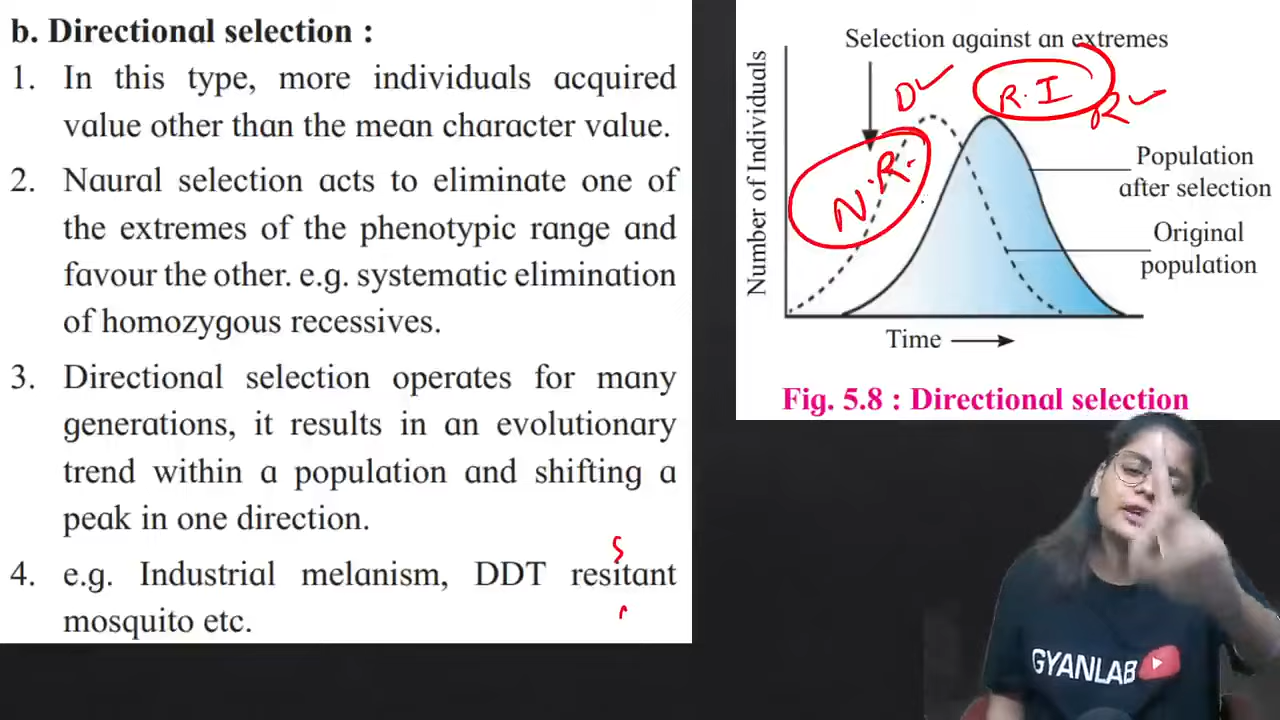 b. Directional selection :
1. In this type, more individuals acquired
value other than the mean character value.
2. Naural selection acts to eliminate one of
the extremes of the phenotypic range and
favour the other. e.g. systematic elimination
of homozygous recessives.
3. Directional selection operates for many
generations, it results in an evolutionary
trend within a population and shifting a
peak in one direction.
4. e.g. Industrial melanism, DDT resitant
mosquito etc.
S
Selection against an extremes
D✓
R.I
R✓
N.R.
Number of Individuals
Population
after selection
Original
population
Time
Fig. 5.8 : Directional selection
GYANLAB